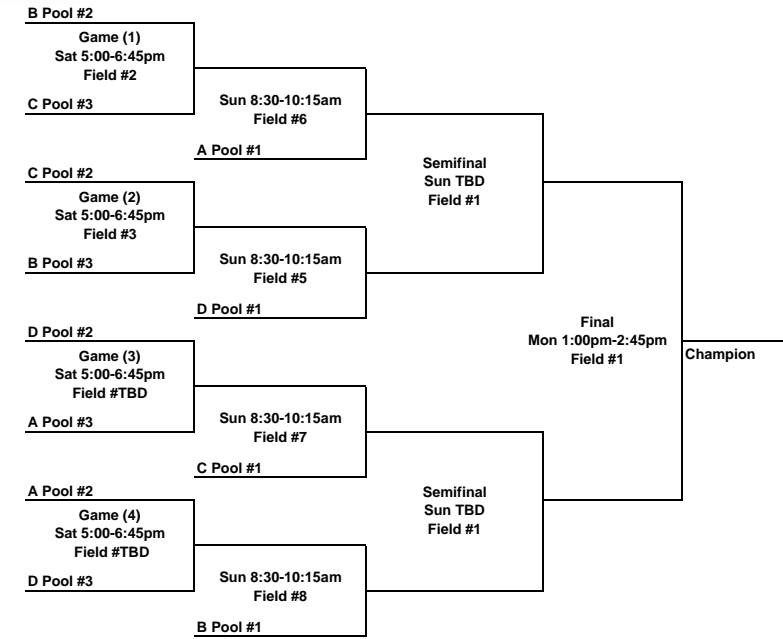 B Pool #2
Game (1)
Sat 5:00-6:45pm
Field #2
C Pool #3
Sun 8:30-10:15am
Field #6
A Pool #1
C Pool #2
Game (2)
Sat 5:00-6:45pm
Field #3
B Pool #3
Sun 8:30-10:15am
Field #5
D Pool #1
Semifinal
Sun TBD
Field #1
D Pool #2
Game (3)
Sat 5:00-6:45pm
Field #TBD
A Pool #3
Sun 8:30-10:15am
Field #7
C Pool #1
A Pool #2
Game (4)
Sat 5:00-6:45pm
Field #TBD
D Pool #3
Sun 8:30-10:15am
Field #8
B Pool #1
Semifinal
Sun TBD
Field #1
Final
Mon 1:00pm-2:45pm
Field #1
Champion